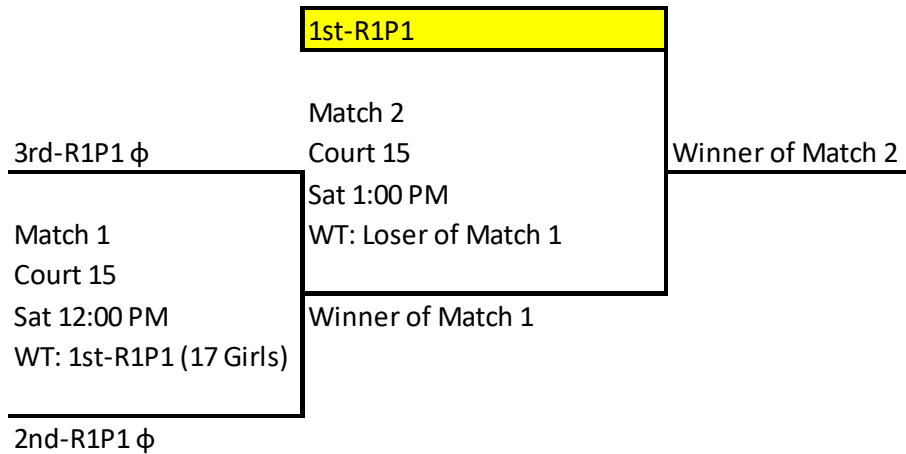 1st-R1P1
3rd-R1P1 ф
Match 2
Court 15
Sat 1:00 PM
WT: Loser of Match 1
Winner of Match 2
Match 1
Court 15
Sat 12:00 PM
WT: 1st-R1P1 (17 Girls)
Winner of Match 1
2nd-R1P1 ф